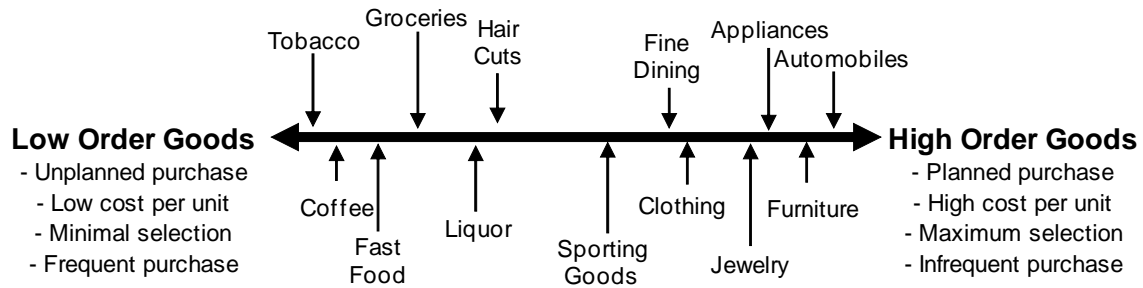 Tobacco
Groceries
Hair
Cuts
Fine
Dining
Appliances
Automobiles
Low Order Goods
- Unplanned purchase
- Low cost per unit
- Minimal selection
- Frequent purchase
High Order Goods
- Planned purchase
- High cost per unit
- Maximum selection
- Infrequent purchase
Coffee
Fast
Food
Liquor
Sporting
Goods
Clothing
Jewelry
Furniture